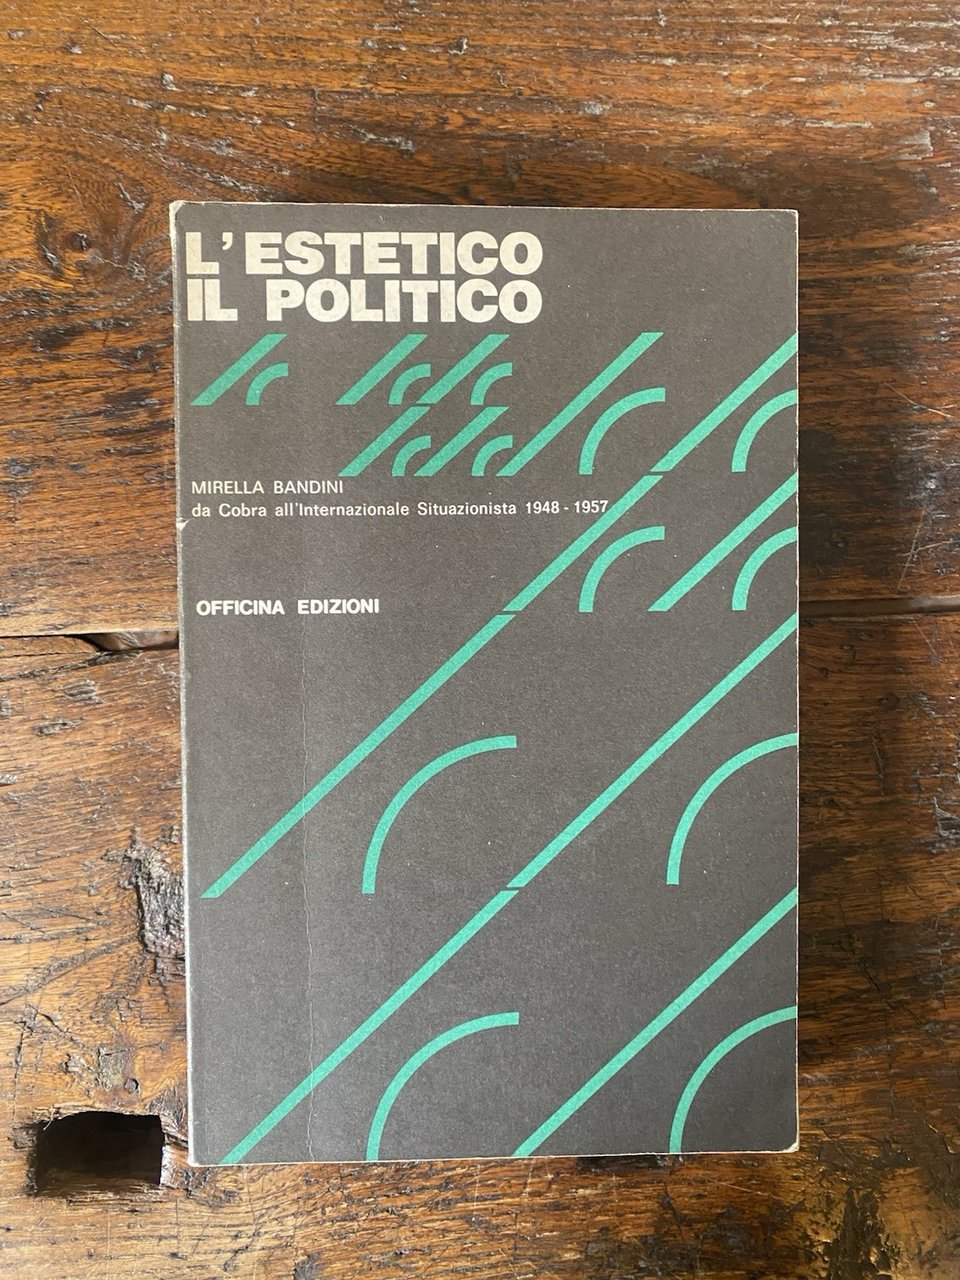 L'ESTETICO
IL POLITICO
MIRELLA BANDINI
da Cobra all'Internazionale Situazionista 1948 - 1957
OFFICINA EDIZIONI